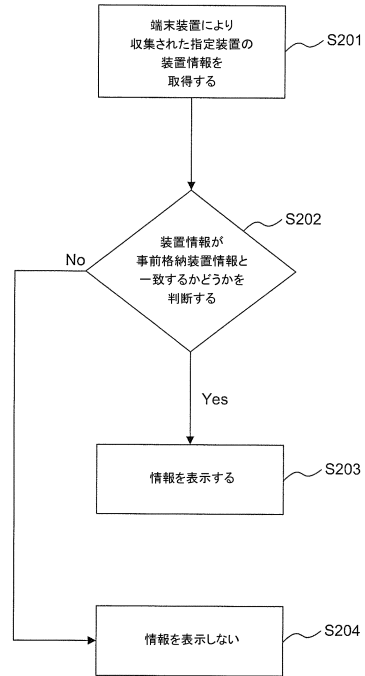 端末装置により
収集された指定装置の
装置情報を
取得する
S201
S202
装置情報が
事前格納装置情報と
一致するかどうかを
判断する
No
Yes
情報を表示する
S203
情報を表示しない
S204